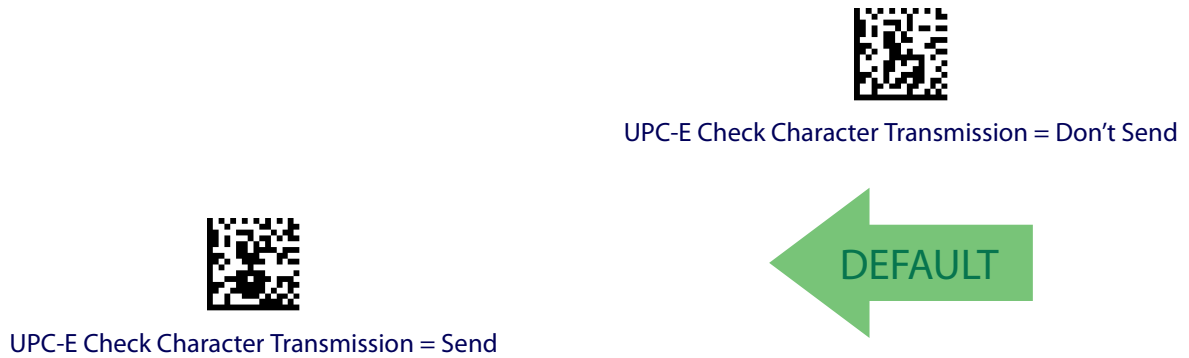 UPC-E Check Character Transmission = Don’t Send
DEFAULT
UPC-E Check Character Transmission = Send